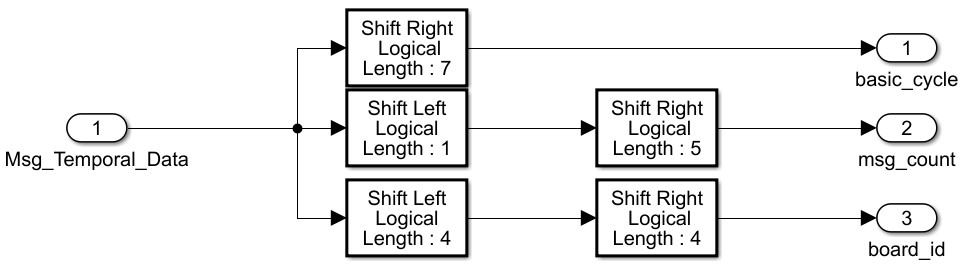 Shift Right
Logical
Length : 7
1
basic_cycle
1
Msg_Temporal_Data
Shift Left
Logical
Length : 1
Shift Right
Logical
Length : 5
2
msg_count
Shift Left
Logical
Length : 4
Shift Right
Logical
Length : 4
3
board_id